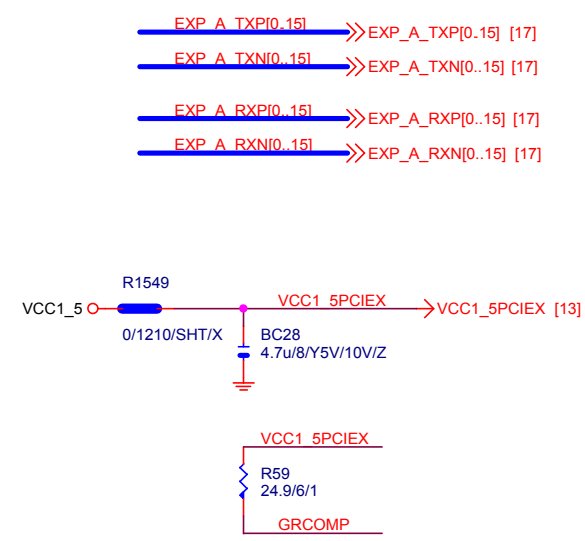 EXP_A_TXP[0..15] EXP_A_TXP[0..15] [17]
EXP_A_TXN[0..15] EXP_A_TXN[0..15] [17]
EXP_A_RXP[0..15] EXP_A_RXP[0..15] [17]
EXP_A_RXN[0..15] EXP_A_RXN[0..15] [17]
R1549
VCC1_5 VCC1_5PCIEX VCC1_5PCIEX [13]
0/1210/SHT/X BC28
4.7u/8/Y5V/10V/Z
VCC1_5PCIEX
R59
24.9/6/1
GRCOMP